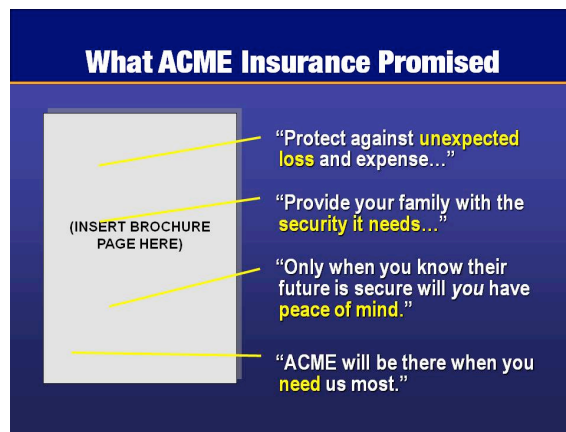 What ACME Insurance Promised
(INSERT BROCHURE
PAGE HERE)
“Protect against unexpected
loss and expense…”
“Provide your family with the
security it needs…”
“Only when you know their
future is secure will you have
peace of mind.”
“ACME will be there when you
need us most.”